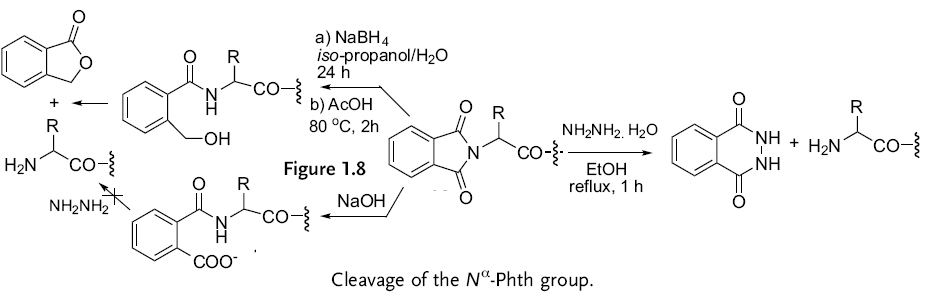 O
O
+
R
H₂N
CO
NH₂NH₂
O
R
N
H
CO
OH
a) NaBH₄
iso-propanol/H₂O
24 h
b) AcOH
80 °C, 2h
Figure 1.8
NaOH
O
R
N
H
CO
COO⁻
O
R
N
CO
O
NH₂NH₂. H₂O
EtOH
reflux, 1 h
O
NH
NH
O
+
R
H₂N
CO
Cleavage of the Nᵅ-Phth group.